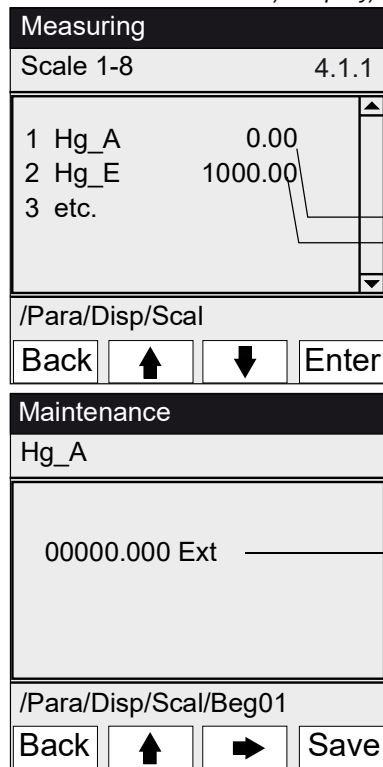 Measuring
Scale 1-8 4.1.1
1 Hg_A 0.00
2 Hg_E 1000.00
3 etc.
/Para/Disp/Scal
Back Enter
Maintenance
Hg_A
00000.000 Ext
/Para/Disp/Scal/Beg01
Back Save